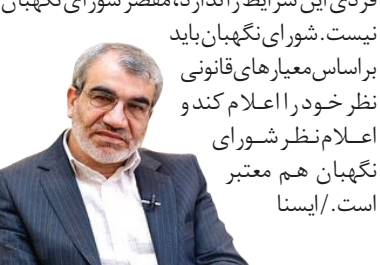 فردی این شرایط را ندارد، مقصر شورای نگهبان
نیست. شورای نگهبان باید
براساس معیارهای قانونی
نظر خود را اعلام کند و
اعلام نظر شورای
نگهبان هم معتبر
است. / ایسنا